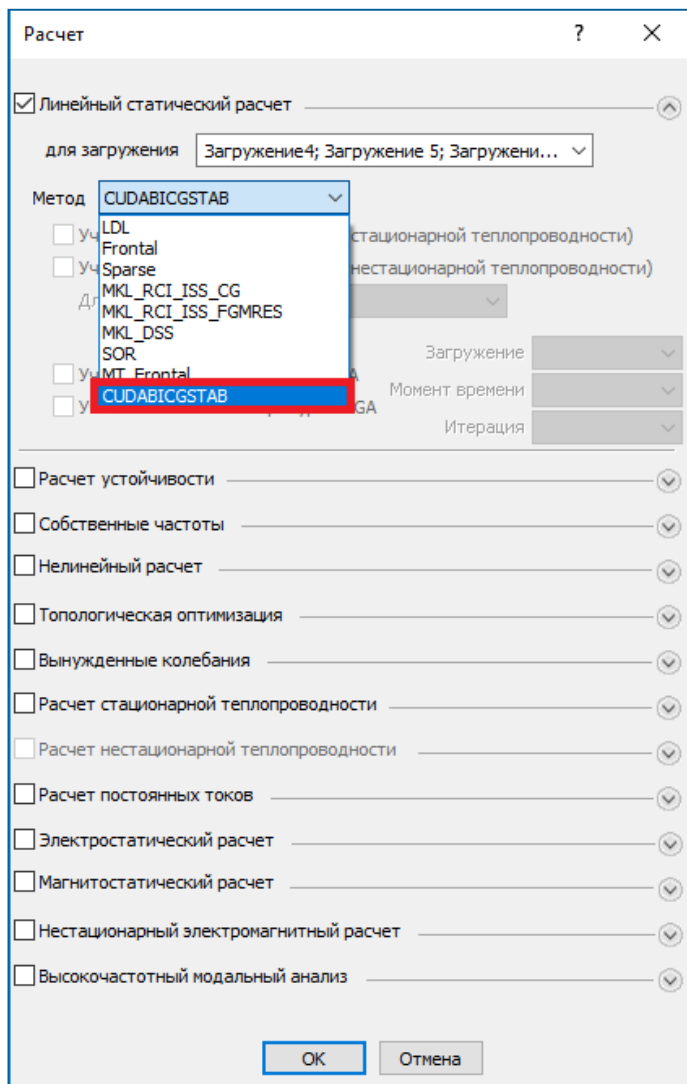 Расчет
?
Линейный статический расчет
для загружения Загружение4; Загружение 5; Загружени...
Метод CUDABICGSTAB
LDL
Уч стационарной теплопроводности)
Frontal
Уч нестационарной теплопроводности)
Sparse
MKL_RCI_ISS_CG
MKL_RCI_ISS_FGMRES
MKL_DSS
SOR Загружение
MT_Frontal
CUDABICGSTAB Момент времени
GA
Итерация
Расчет устойчивости
Собственные частоты
Нелинейный расчет
Топологическая оптимизация
Вынужденные колебания
Расчет стационарной теплопроводности
Расчет нестационарной теплопроводности
Расчет постоянных токов
Электростатический расчет
Магнитостатический расчет
Нестационарный электромагнитный расчет
Высокочастотный модальный анализ
OK Отмена